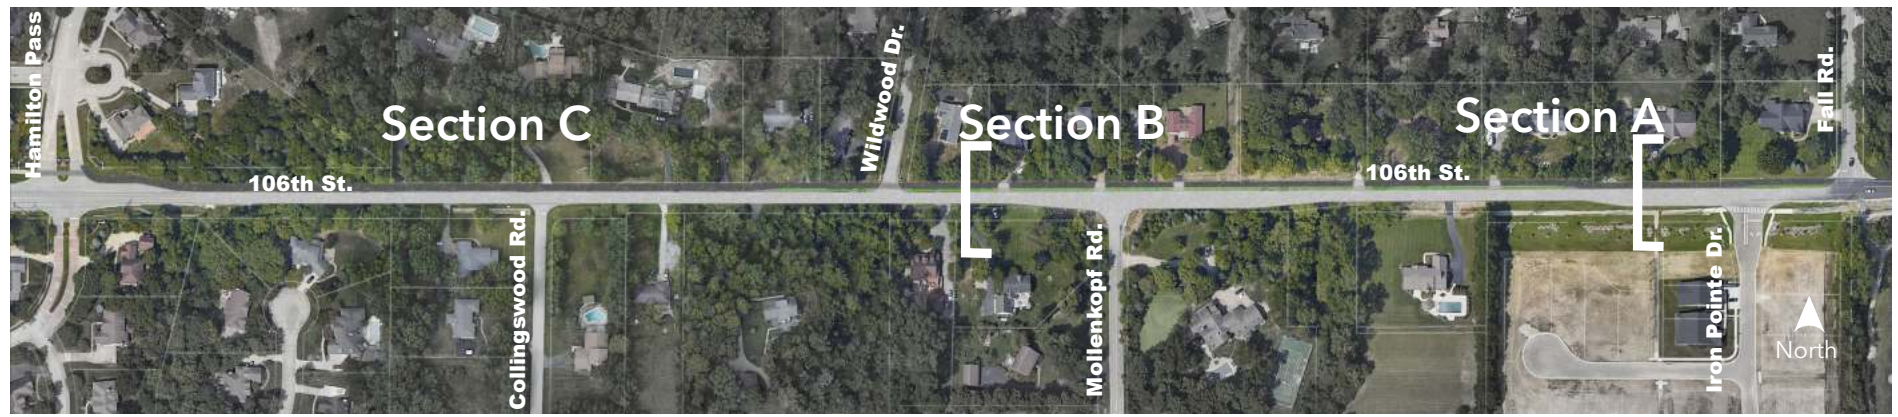 Hamilton Pass
106th St.
Section C
Collingswood Rd.
Wildwood Dr.
Section B
Mollenkopf Rd.
Section A
106th St.
Iron Pointe Dr.
Fall Rd.
North